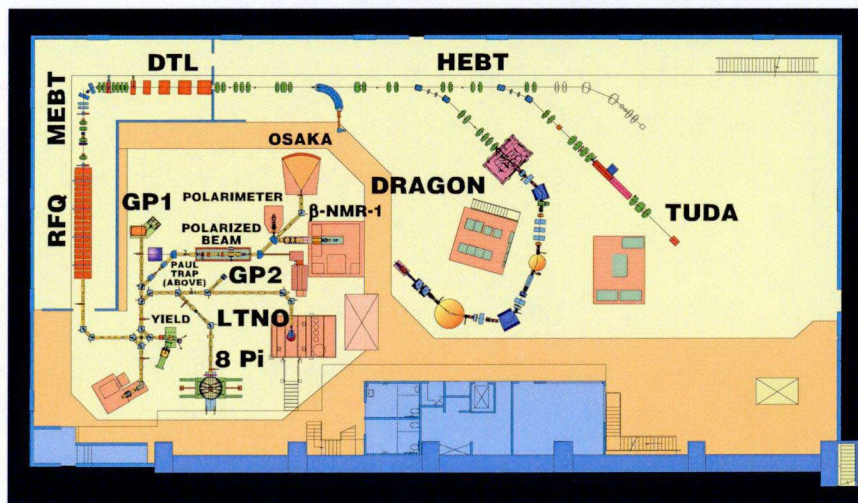 DTL
HEBT
MEBT
OSAKA
GP1
POLARIMETER
DRAGON
β-NMR-1
RFQ
POLARIZED
BEAM
TUDA
PAUL
TRAP
(ABOVE)
GP2
YIELD
LTNO
8 Pi